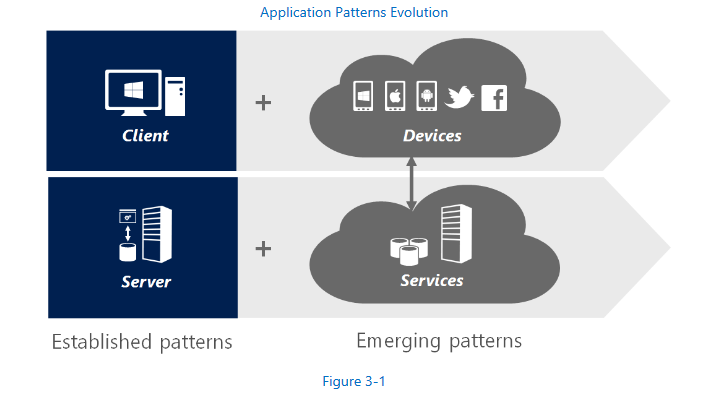 Application Patterns Evolution
+
Client
Devices
+
Server
Services
Established patterns
Emerging patterns
Figure 3-1